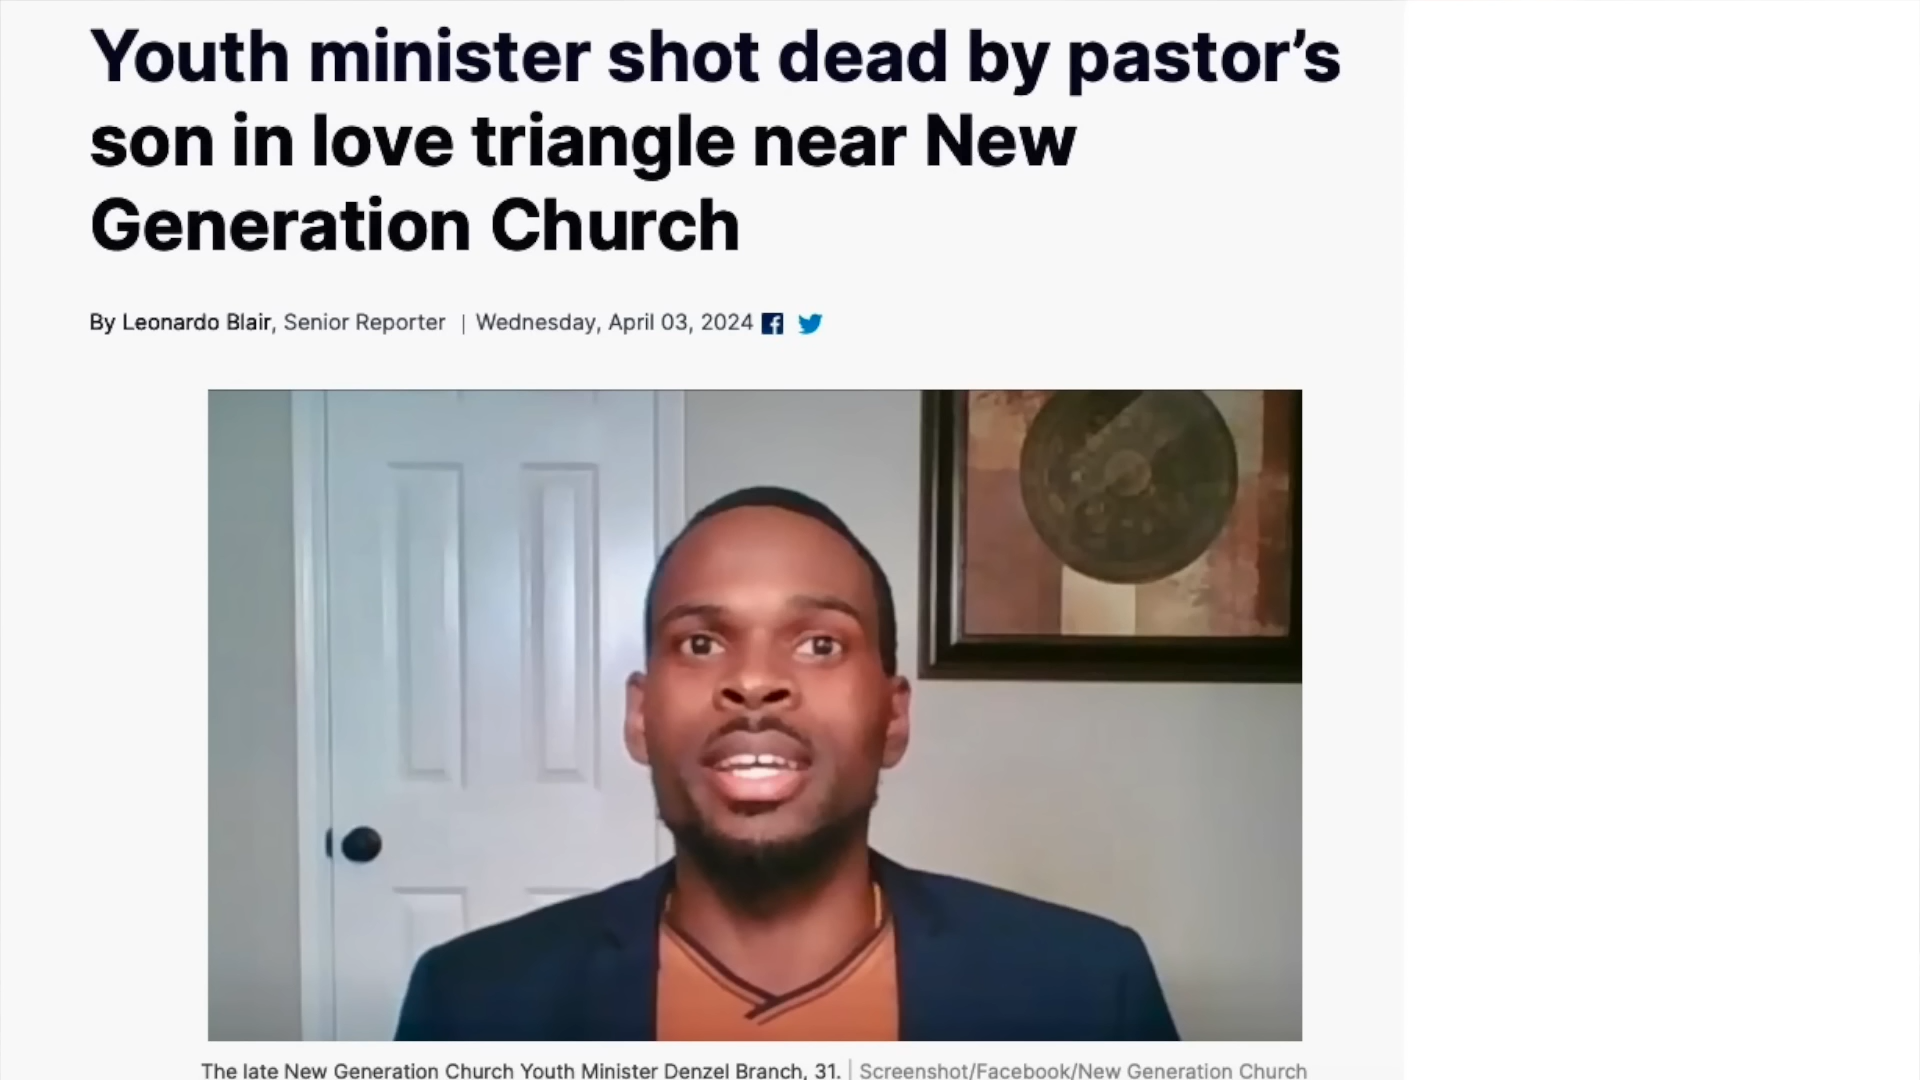 Youth minister shot dead by pastor’s
son in love triangle near New
Generation Church
By Leonardo Blair, Senior Reporter | Wednesday, April 03, 2024
The late New Generation Church Youth Minister Denzel Branch, 31. | Screenshot/Facebook/New Generation Church